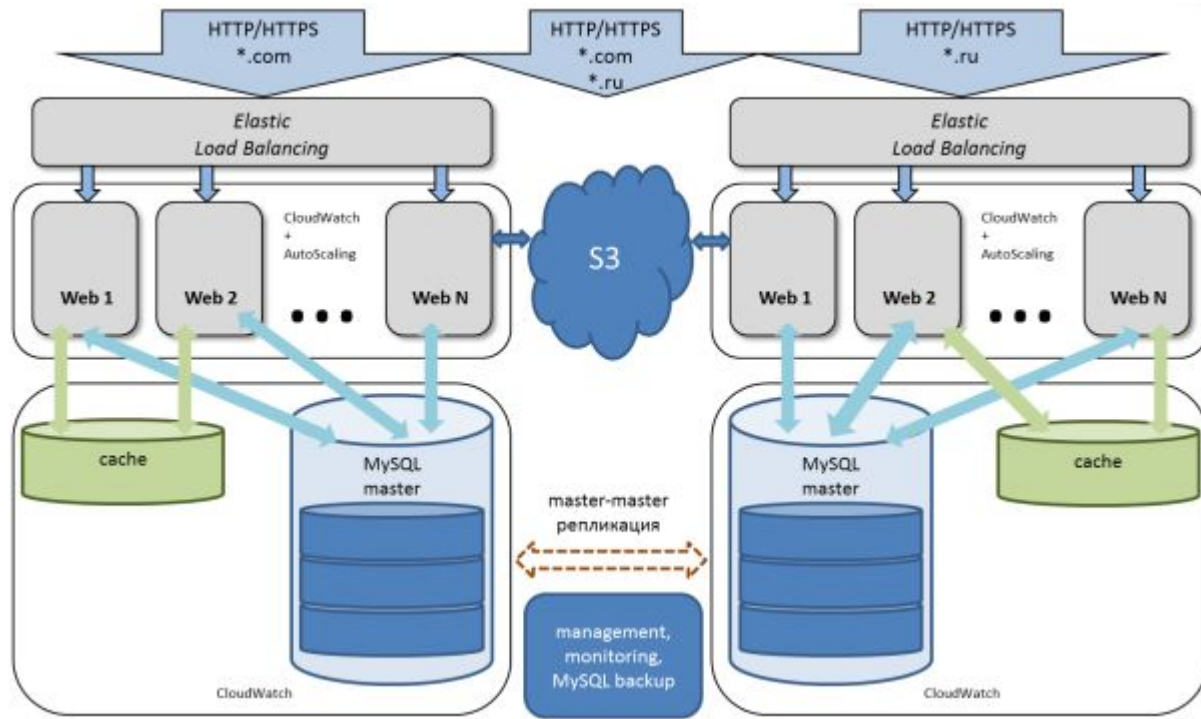 HTTP/HTTPS
*.com
HTTP/HTTPS
*.com
*.ru
HTTP/HTTPS
*.ru
Elastic
Load Balancing
Elastic
Load Balancing
Web 1
Web 2
CloudWatch
+
AutoScaling
Web N
S3
Web 1
Web 2
CloudWatch
+
AutoScaling
Web N
cache
MySQL
master
master-master
репликация
management,
monitoring,
MySQL backup
MySQL
master
cache
CloudWatch
CloudWatch